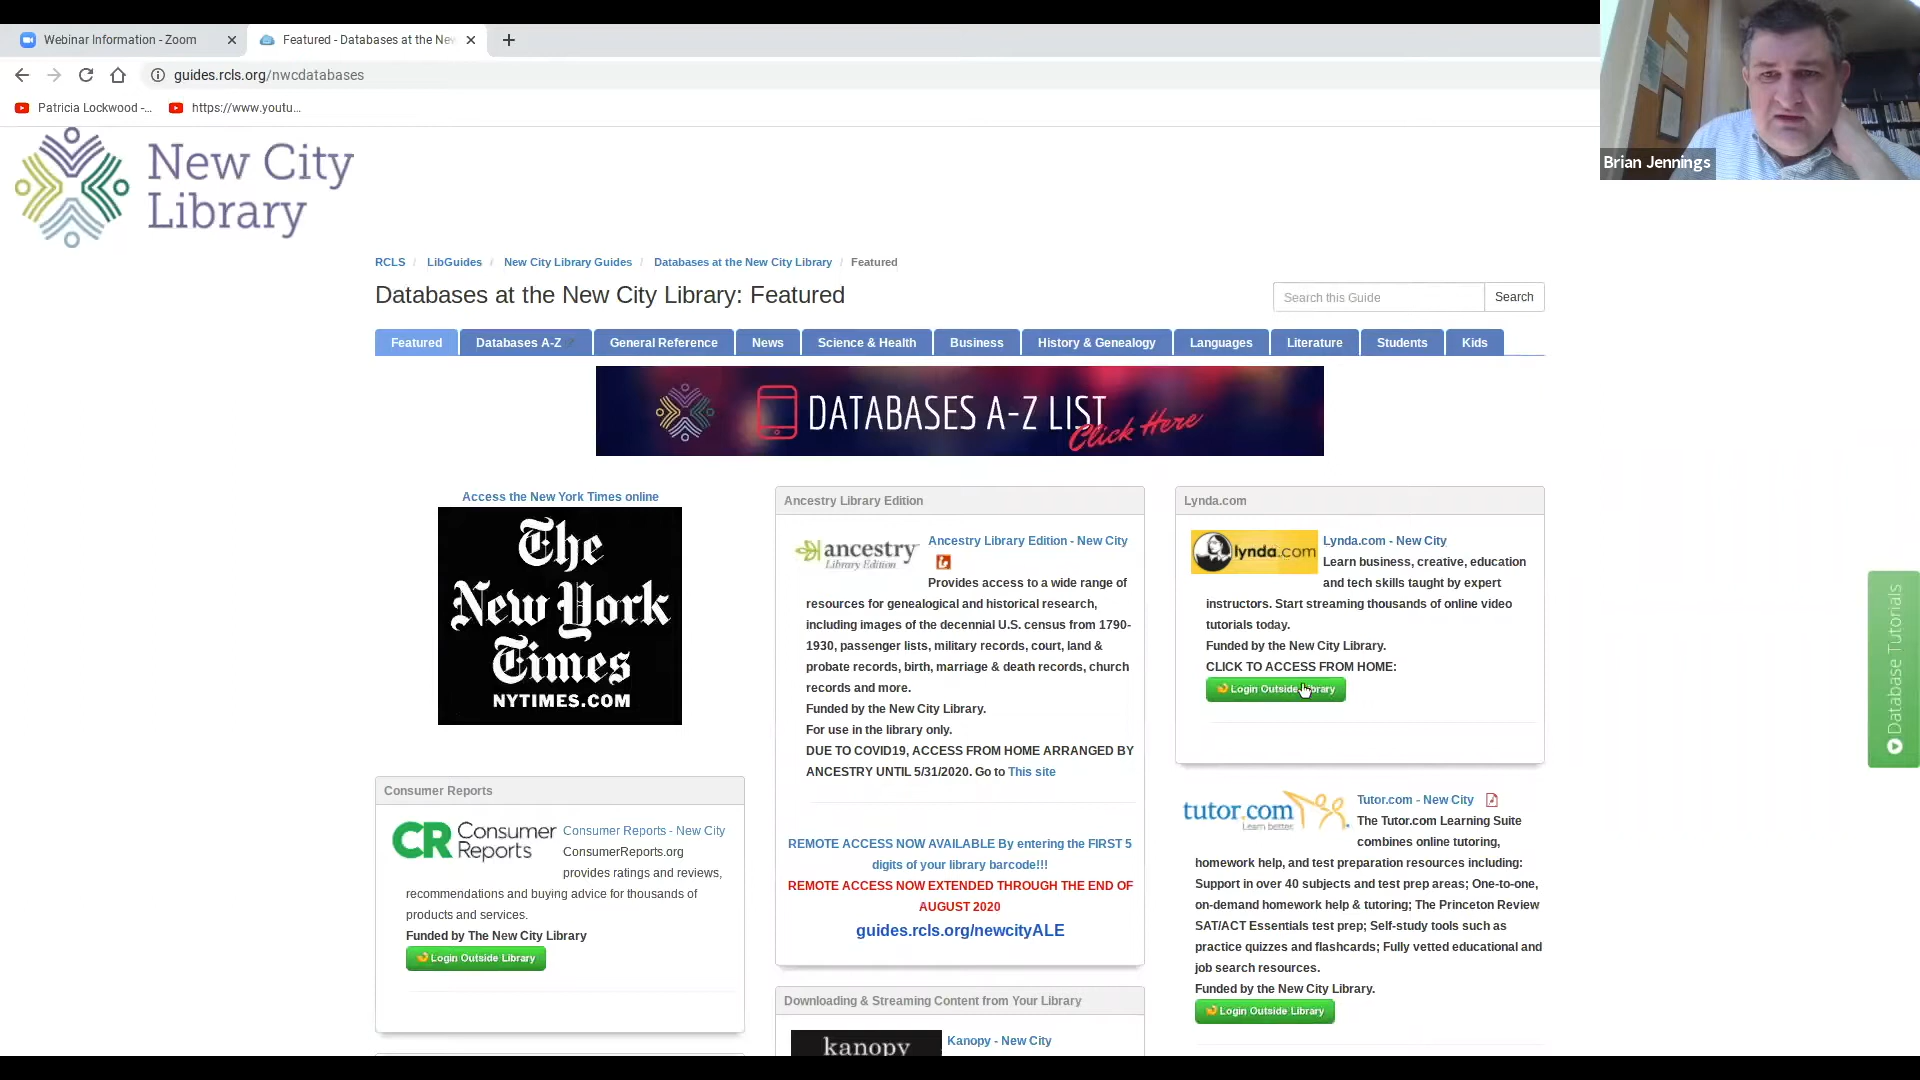 Webinar Information - Zoom
Featured - Databases at the Ne
guides.rcls.org/nwcdatabases
Patricia Lockwood -...
https://www.youtu...
Brian Jennings
New City
Library
RCLS / LibGuides / New City Library Guides / Databases at the New City Library / Featured
Databases at the New City Library: Featured
Search this Guide
Search
Featured
Databases A-Z
General Reference
News
Science & Health
Business
History & Genealogy
Languages
Literature
Students
Kids
DATABASES A-Z LIST
Click Here
Access the New York Times online
The
New York
Times
NYTIMES.COM
Consumer Reports
CR Consumer
Reports
Consumer Reports - New City
ConsumerReports.org
provides ratings and reviews,
recommendations and buying advice for thousands of
products and services.
Funded by The New City Library
Login Outside Library
Ancestry Library Edition
ancestry
Library Edition
Ancestry Library Edition - New City
Provides access to a wide range of
resources for genealogical and historical research,
including images of the decennial U.S. census from 1790-
1930, passenger lists, military records, court, land &
probate records, birth, marriage & death records, church
records and more.
Funded by the New City Library.
For use in the library only.
DUE TO COVID19, ACCESS FROM HOME ARRANGED BY
ANCESTRY UNTIL 5/31/2020. Go to This site
REMOTE ACCESS NOW AVAILABLE By entering the FIRST 5
digits of your library barcode!!!
REMOTE ACCESS NOW EXTENDED THROUGH THE END OF
AUGUST 2020
guides.rcls.org/newcityALE
Downloading & Streaming Content from Your Library
kanopy
Kanopy - New City
Lynda.com
lynda.com
Lynda.com - New City
Learn business, creative, education
and tech skills taught by expert
instructors. Start streaming thousands of online video
tutorials today.
Funded by the New City Library.
CLICK TO ACCESS FROM HOME:
Login Outside Library
tutor.com
Learn better.
Tutor.com - New City
The Tutor.com Learning Suite
combines online tutoring,
homework help, and test preparation resources including:
Support in over 40 subjects and test prep areas; One-to-one,
on-demand homework help & tutoring; The Princeton Review
SAT/ACT Essentials test prep; Self-study tools such as
practice quizzes and flashcards; Fully vetted educational and
job search resources.
Funded by the New City Library.
Login Outside Library
Database Tutorials